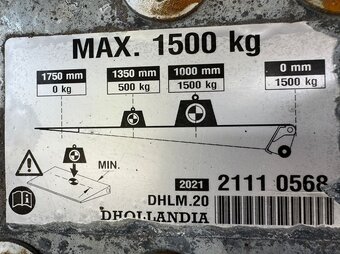 MAX. 1500 kg
1750 mm 1350 mm 1000 mm 0 mm
0 kg 500 kg 1500 kg 1500 kg
MIN.
2021 2111 0568
DHLM.20
DHOLLANDIA